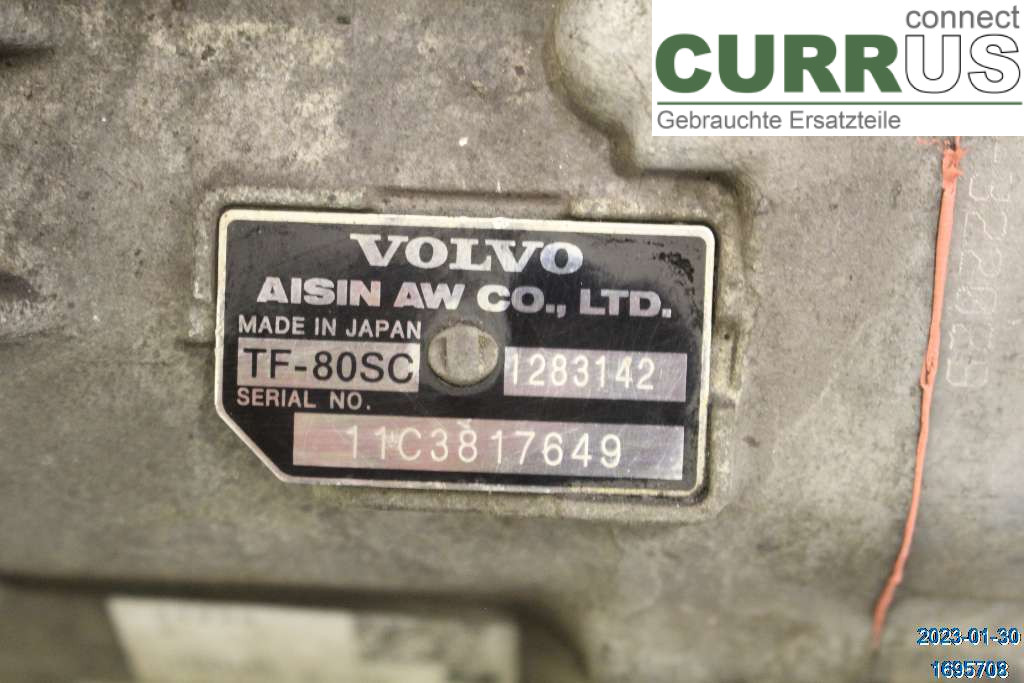 connect
CURRUS
Gebrauchte Ersatzteile
VOLVO
AISIN AW CO., LTD.
MADE IN JAPAN
TF-80SC 1283142
SERIAL NO.
11C3817649
2023-01-30
1695708